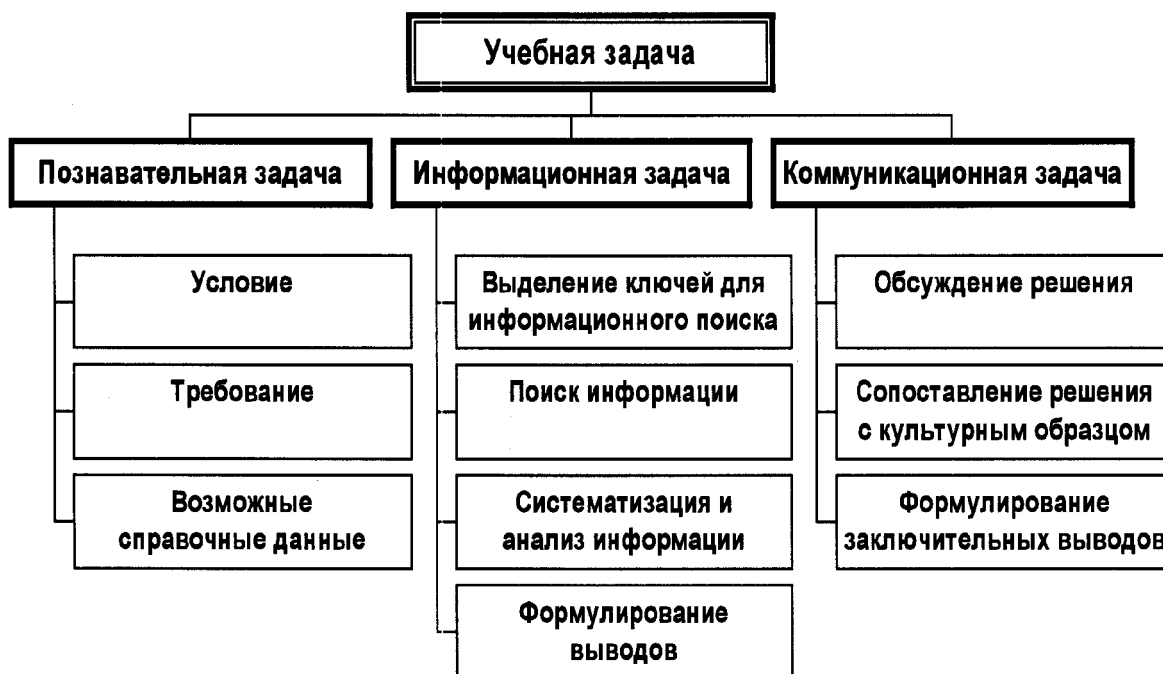 Учебная задача
Познавательная задача
Информационная задача
Коммуникационная задача
Условие
Требование
Возможные
справочные данные
Выделение ключей для
информационного поиска
Поиск информации
Систематизация и
анализ информации
Формулирование
выводов
Обсуждение решения
Сопоставление решения
с культурным образцом
Формулирование
заключительных выводов